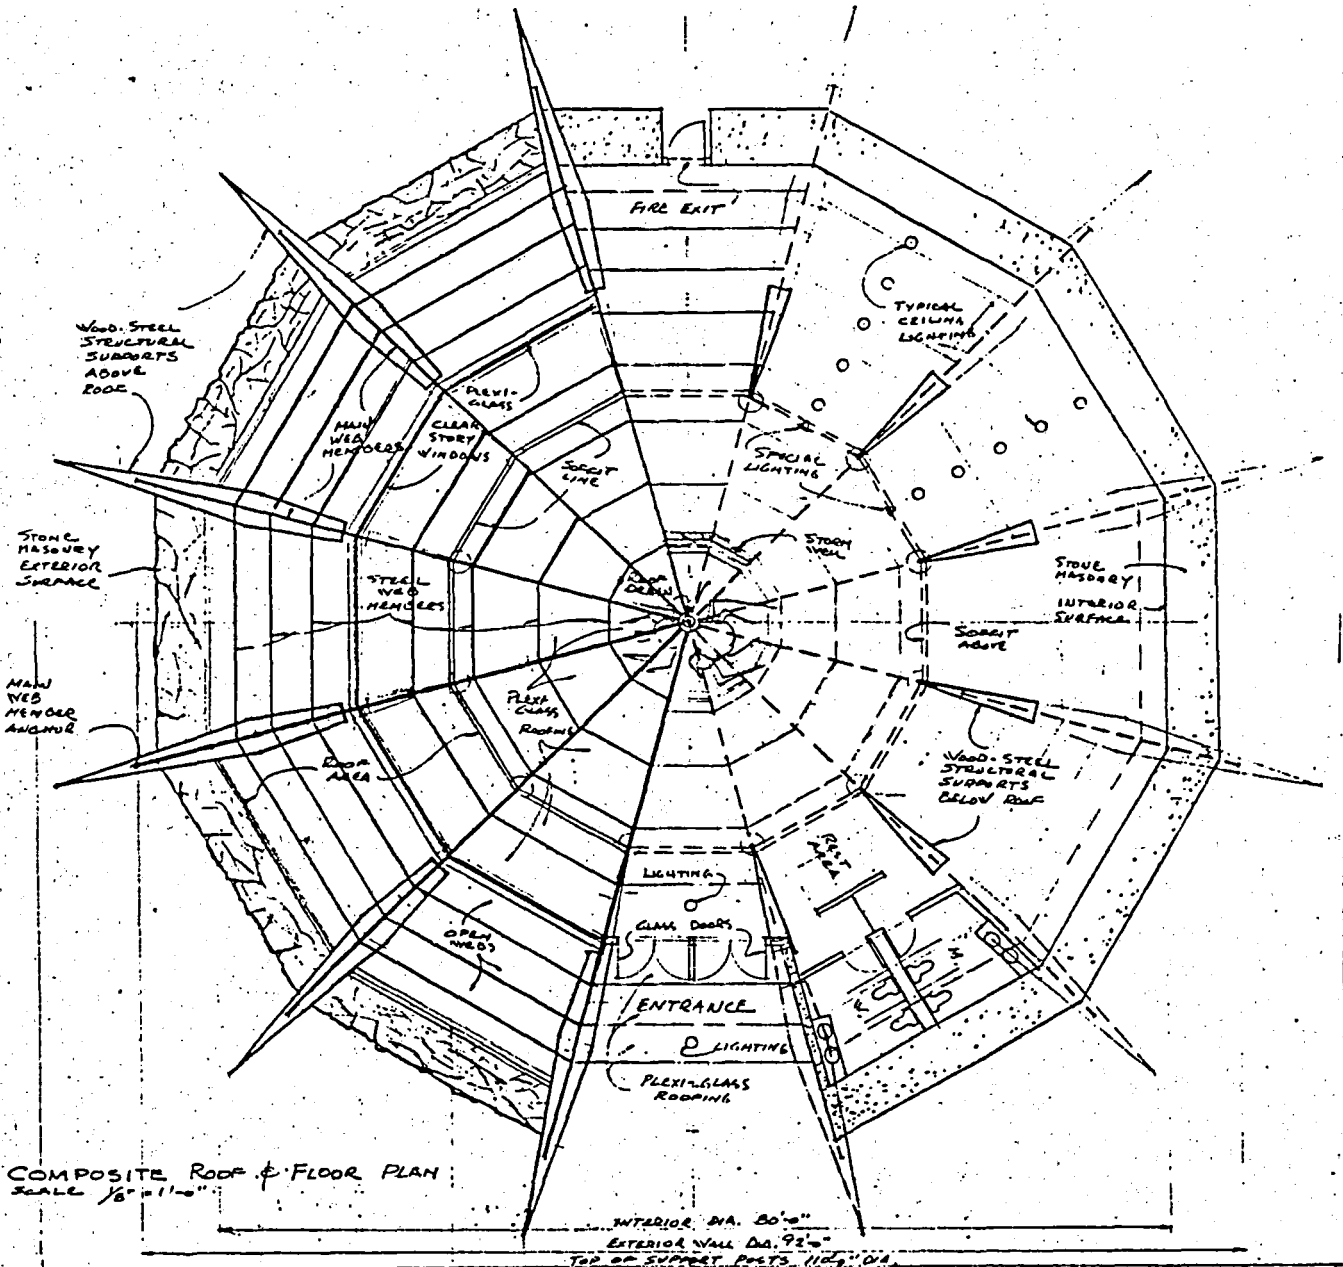 FIRE EXIT
TYPICAL
CEILING
LIGHTING
WOOD-STEEL
STRUCTURAL
SUPPORTS
ABOVE
ROOF
PLEXI-
GLASS
MAIN
WEB
MEMBERS
CLEAR
STORY
WINDOWS
SOFFIT
LINE
SPECIAL
LIGHTING
STORM
WELL
STONE
MASONRY
EXTERIOR
SURFACE
STEEL
WEB
MEMBERS
ROOF
DRAIN
STONE
MASONRY
INTERIOR
SURFACE
SOFFIT
ABOVE
MAIN
WEB
MEMBER
ANCHOR
PLEXI
GLASS
ROOFING
ROOF
AREA
WOOD-STEEL
STRUCTURAL
SUPPORTS
BELOW ROOF
REST
AREA
LIGHTING
OPEN
WEBS
GLASS DOORS
M
F
ENTRANCE
LIGHTING
PLEXI-GLASS
ROOFING
COMPOSITE ROOF & FLOOR PLAN
SCALE 1/8" = 1'-0"
INTERIOR DIA. 80'-0"
EXTERIOR WALL DIA. 92'-0"
TOP OF SUPPORT POSTS DIA.